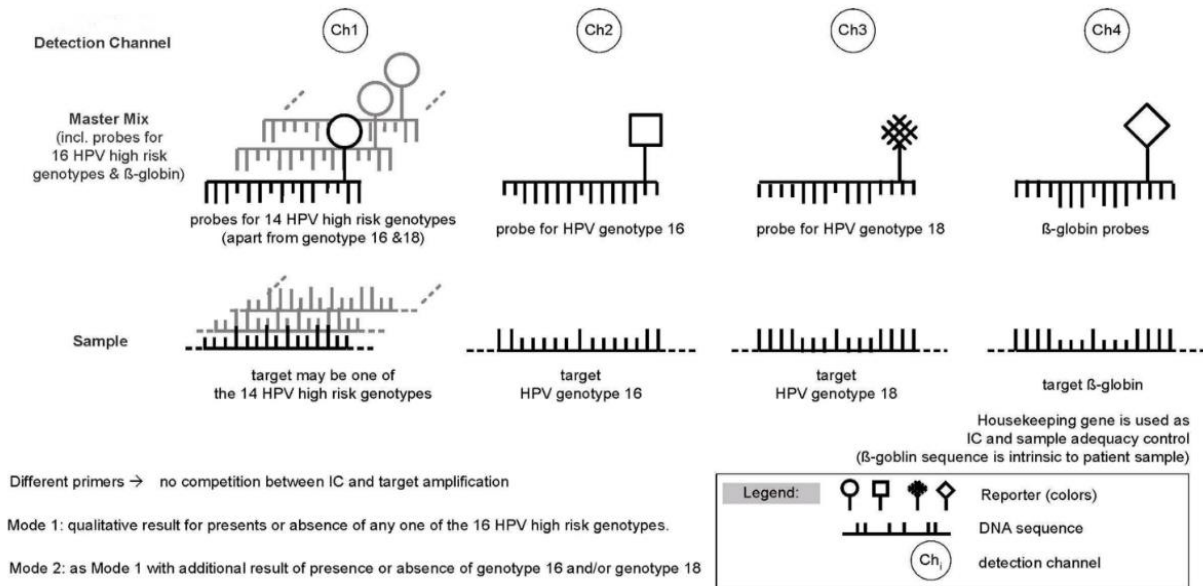 Detection Channel
Ch1
Ch2
Ch3
Ch4
Master Mix
(incl. probes for
16 HPV high risk
genotypes & ß-globin)
probes for 14 HPV high risk genotypes
(apart from genotype 16 &18)
probe for HPV genotype 16
probe for HPV genotype 18
ß-globin probes
Sample
target may be one of
the 14 HPV high risk genotypes
target
HPV genotype 16
target
HPV genotype 18
target ß-globin
Housekeeping gene is used as
IC and sample adequacy control
(ß-goblin sequence is intrinsic to patient sample)
Different primers → no competition between IC and target amplification
Mode 1: qualitative result for presents or absence of any one of the 16 HPV high risk genotypes.
Mode 2: as Mode 1 with additional result of presence or absence of genotype 16 and/or genotype 18
Legend:
Reporter (colors)
DNA sequence
Chi
detection channel